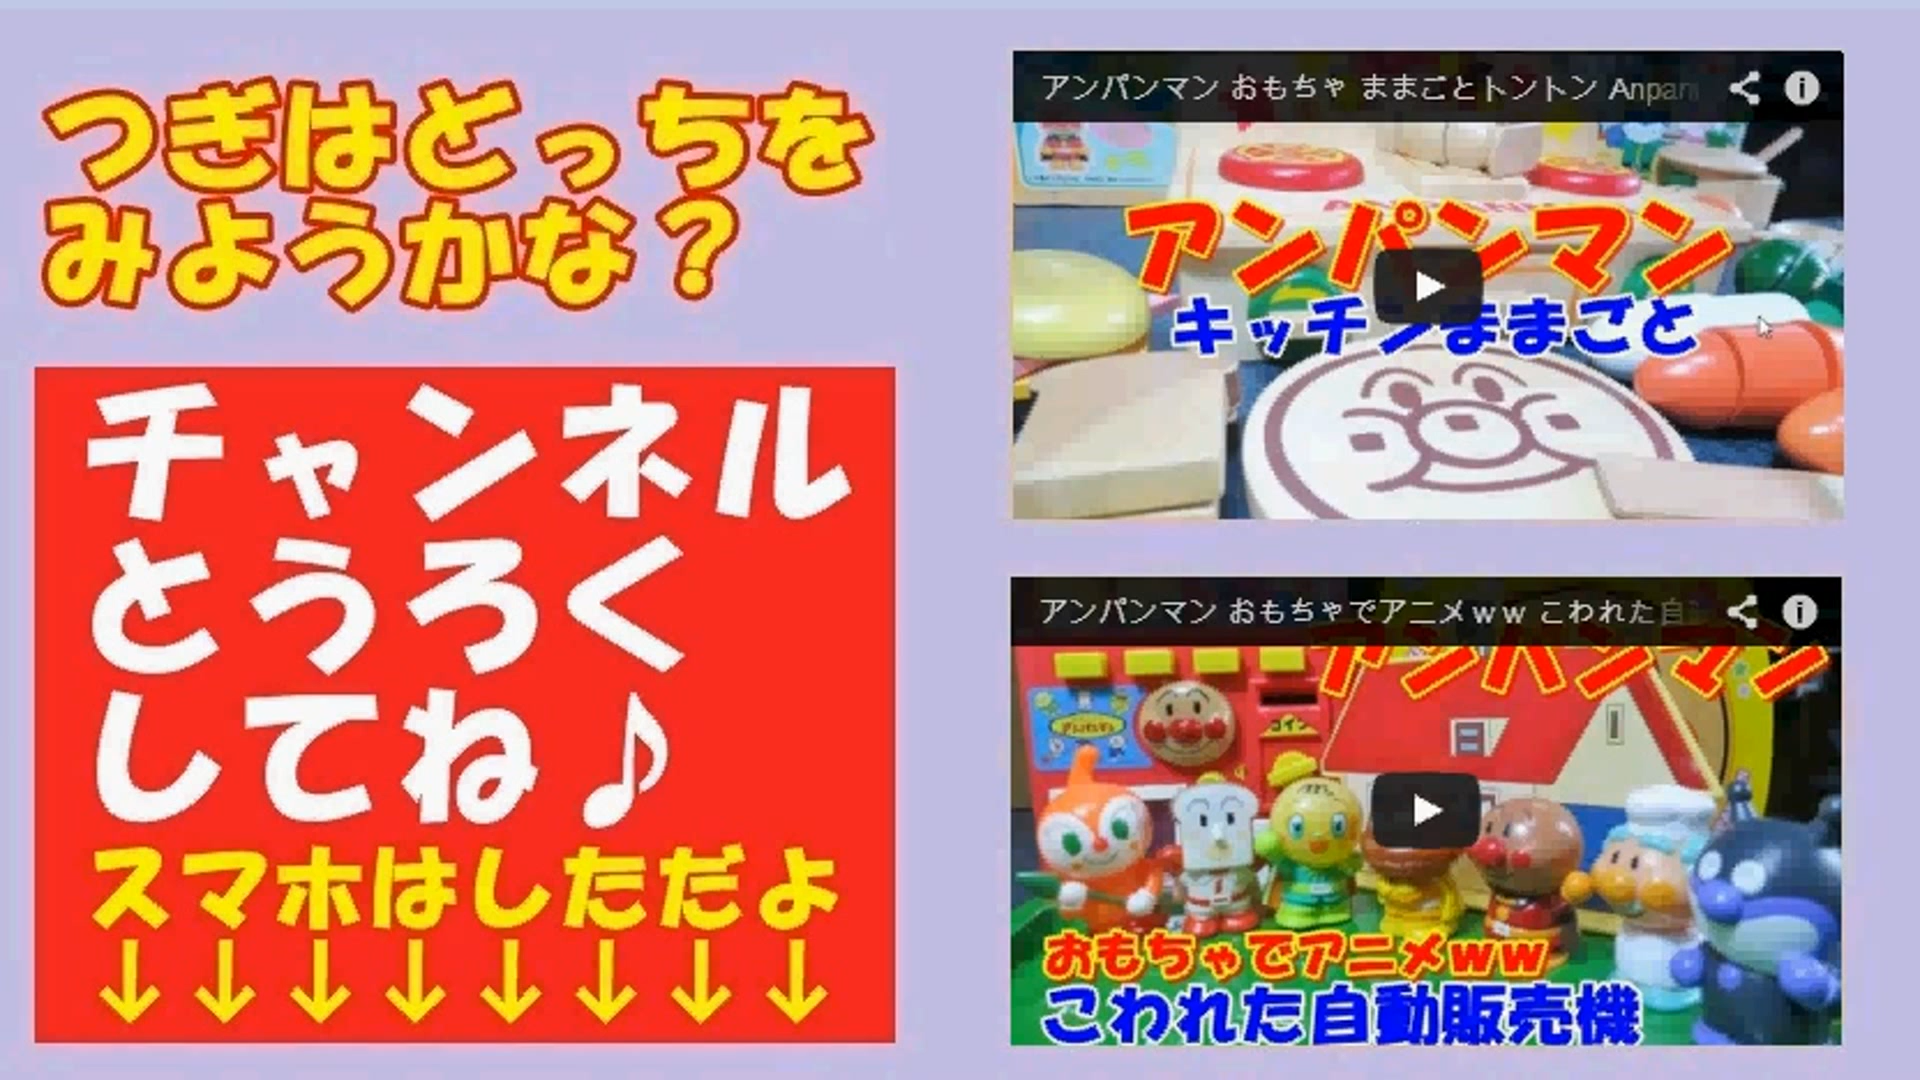 つぎはどっちを
みようかな？
チャンネル
とうろく
してね♪
スマホはしただよ
↓↓↓↓↓↓↓↓
アンパンマン おもちゃ ままごとトントン Anpan
アンパンマン
キッチンままごと
アンパンマン おもちゃでアニメｗｗ こわれた自
アンパンマン
コイン
おもちゃでアニメｗｗ
こわれた自動販売機